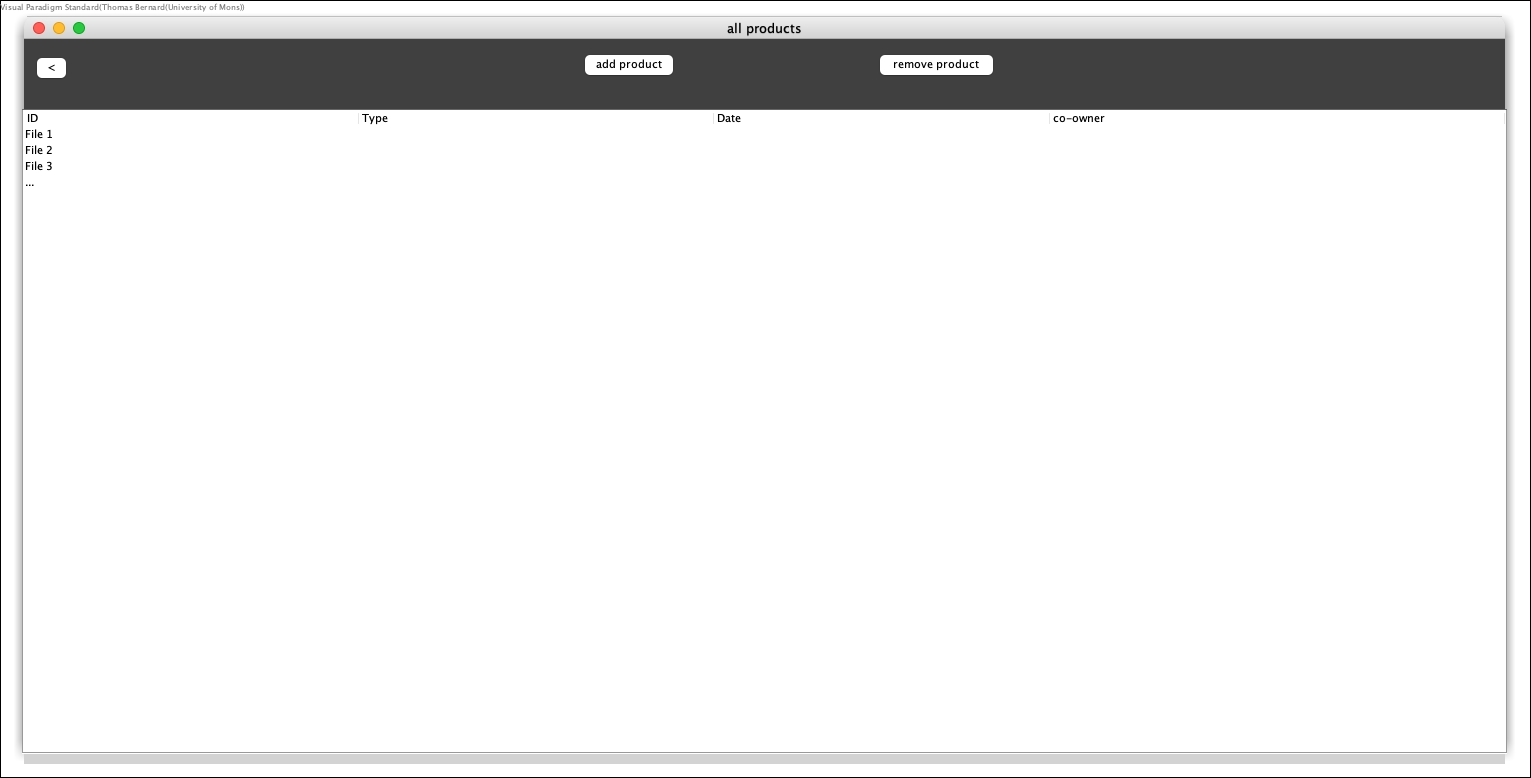 Visual Paradigm Standard(Thomas Bernard(University of Mons))
all products
< add product remove product
ID Type Date co-owner
File 1
File 2
File 3
...